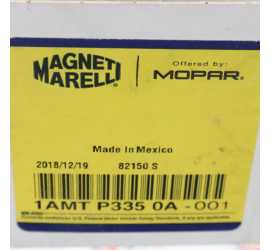 MAGNETI
MARELLI
Offered by:
MOPAR®
Made In Mexico
2018/12/19 82150 S
1AMT P335 0A -001